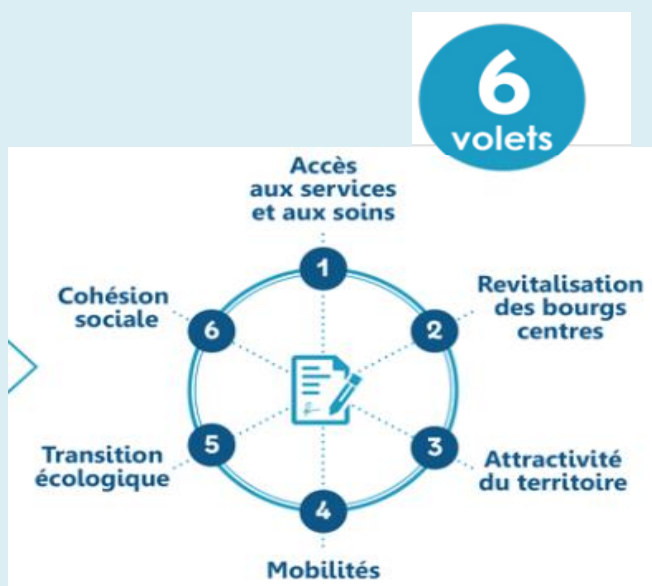 6
volets
Accès
aux services
et aux soins
1
Revitalisation
des bourgs
centres
2
Attractivité
du territoire
3
Mobilités
4
Transition
écologique
5
Cohésion
sociale
6